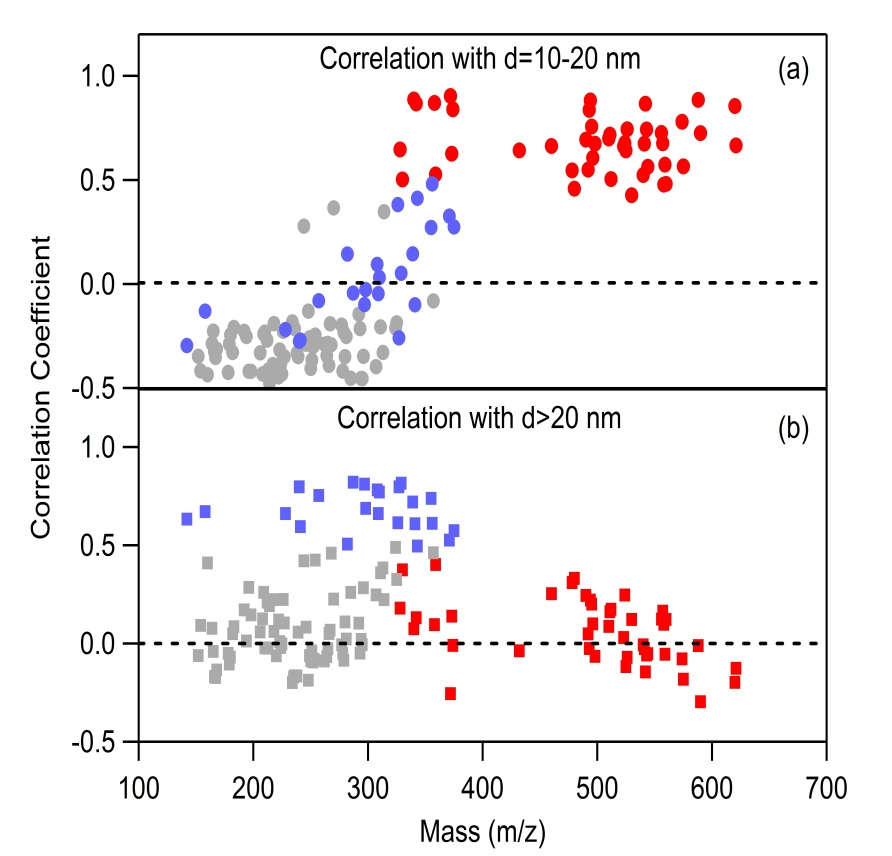 Correlation with d=10-20 nm
(a)
1.0
0.5
0.0
-0.5
Correlation with d>20 nm
(b)
1.0
0.5
0.0
-0.5
Correlation Coefficient
100 200 300 400 500 600 700
Mass (m/z)